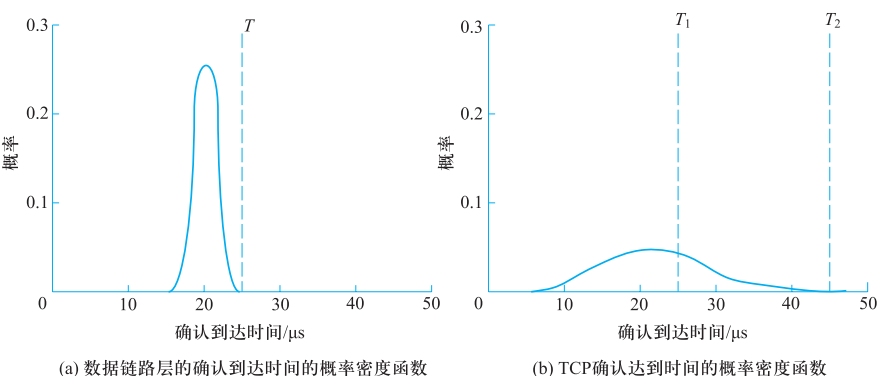 0.3
T
0.2
概率
0.1
0
10
20
30
40
50
确认到达时间/μs
(a) 数据链路层的确认到达时间的概率密度函数
0.3
T1
T2
0.2
概率
0.1
0
10
20
30
40
50
确认到达时间/μs
(b) TCP确认达到时间的概率密度函数